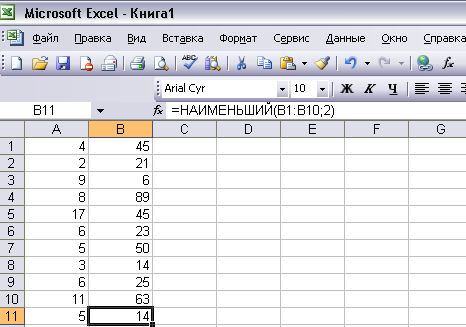 Microsoft Excel - Книга1
Файл Правка Вид Вставка Формат Сервис Данные Окно Справка
Arial Cyr 10 Ж К Ч
B11 fx =НАИМЕНЬШИЙ(B1:B10;2)
A B C D E F G
1 4 45
2 2 21
3 9 6
4 8 89
5 17 45
6 6 23
7 5 50
8 3 14
9 6 25
10 11 63
11 5 14